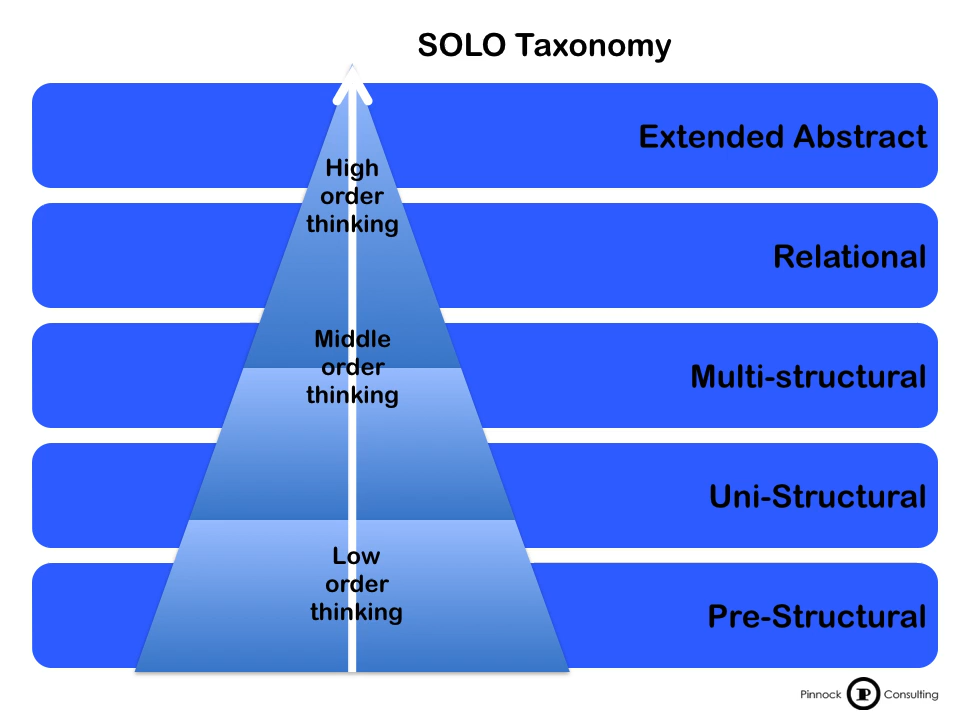 SOLO Taxonomy
Extended Abstract
High
order
thinking
Relational
Middle
order
thinking
Multi-structural
Uni-Structural
Low
order
thinking
Pre-Structural
Pinnock P Consulting